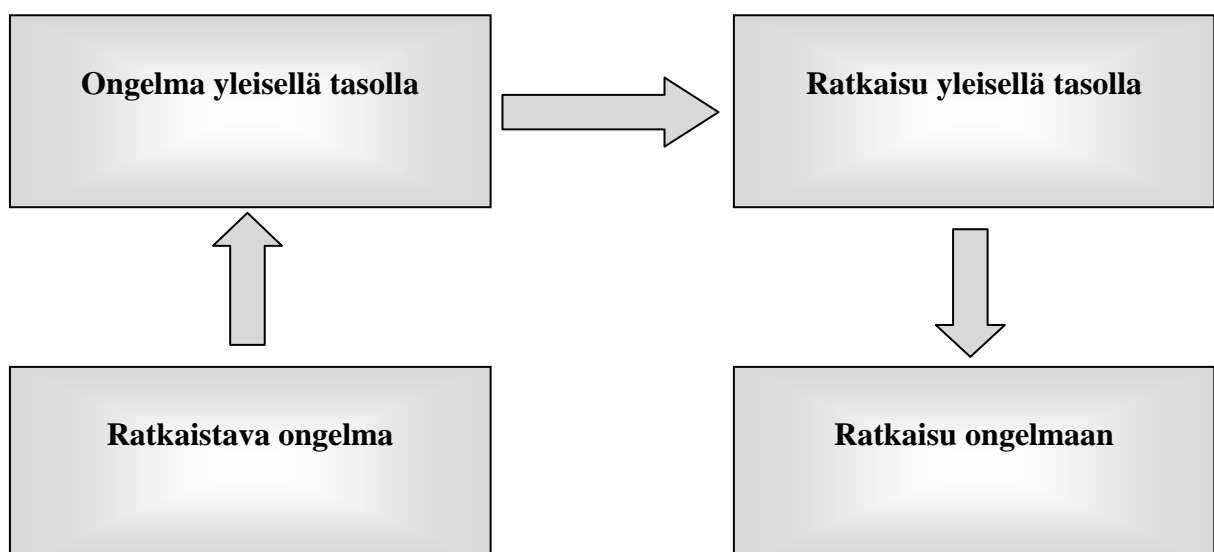 Ongelma yleisellä tasolla
Ratkaisu yleisellä tasolla
Ratkaistava ongelma
Ratkaisu ongelmaan